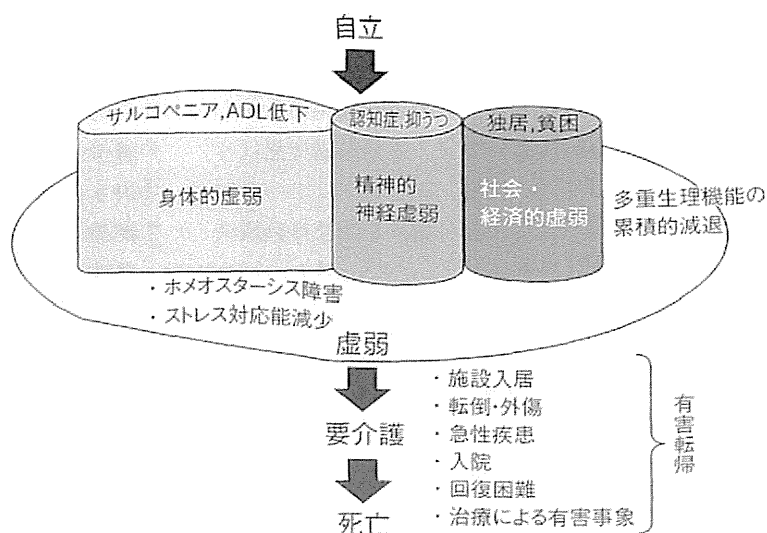 自立
サルコペニア,ADL低下
認知症,抑うつ
独居,貧困
身体的虚弱
精神的
神経虚弱
社会・
経済的虚弱
多重生理機能の
累積的減退
・ホメオスターシス障害
・ストレス対応能減少
虚弱
・施設入居
・転倒・外傷
要介護
・急性疾患
・入院
・回復困難
死亡
・治療による有害事象
有害転帰